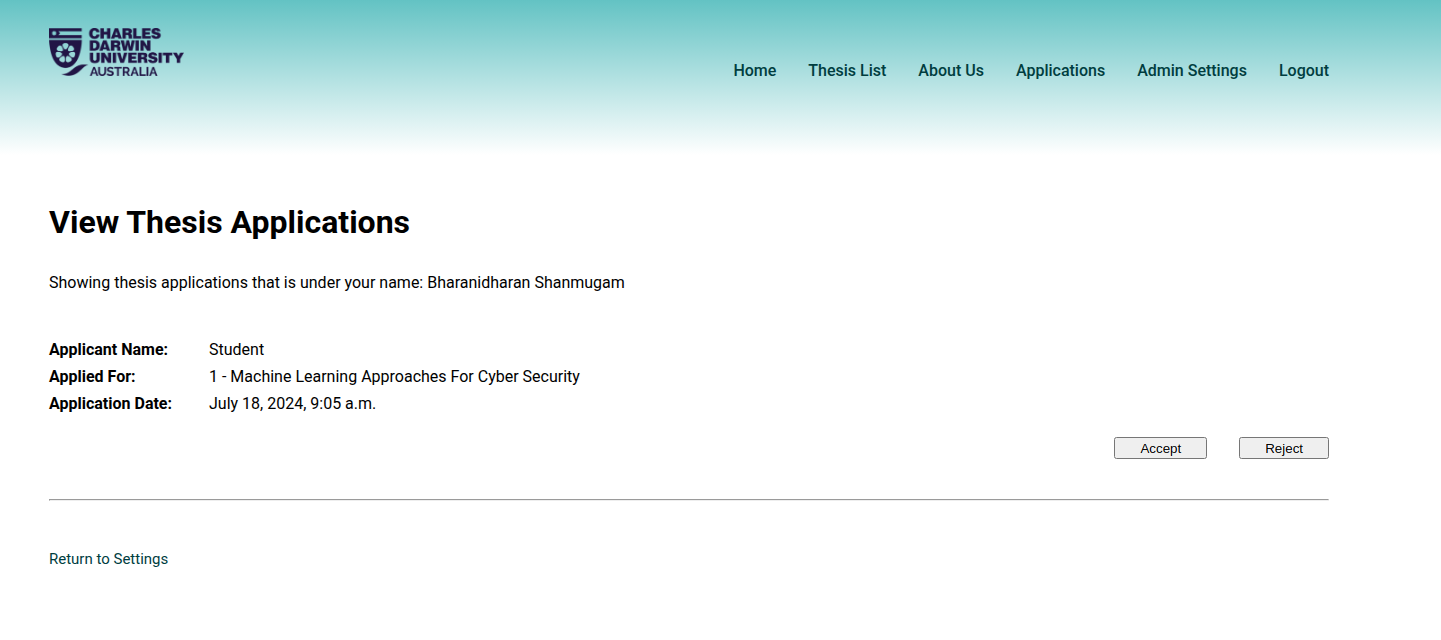 CHARLES
DARWIN
UNIVERSITY
AUSTRALIA
Home Thesis List About Us Applications Admin Settings Logout
View Thesis Applications
Showing thesis applications that is under your name: Bharanidharan Shanmugam
Applicant Name: Student
Applied For: 1 - Machine Learning Approaches For Cyber Security
Application Date: July 18, 2024, 9:05 a.m.
Accept Reject
Return to Settings